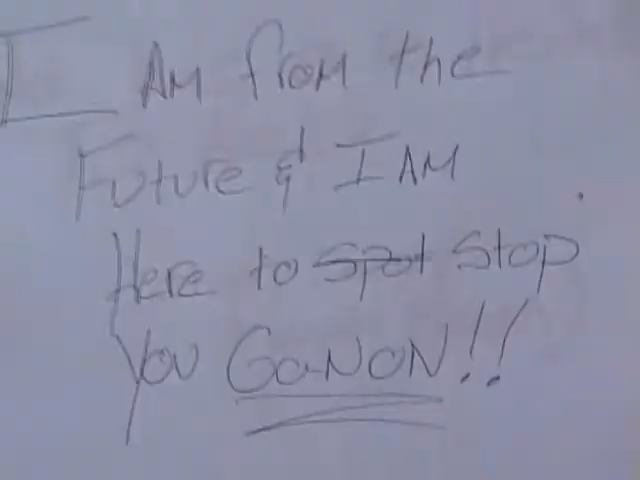 I AM from the
Future & I AM
Here to Spot Stop
You GaNON!!